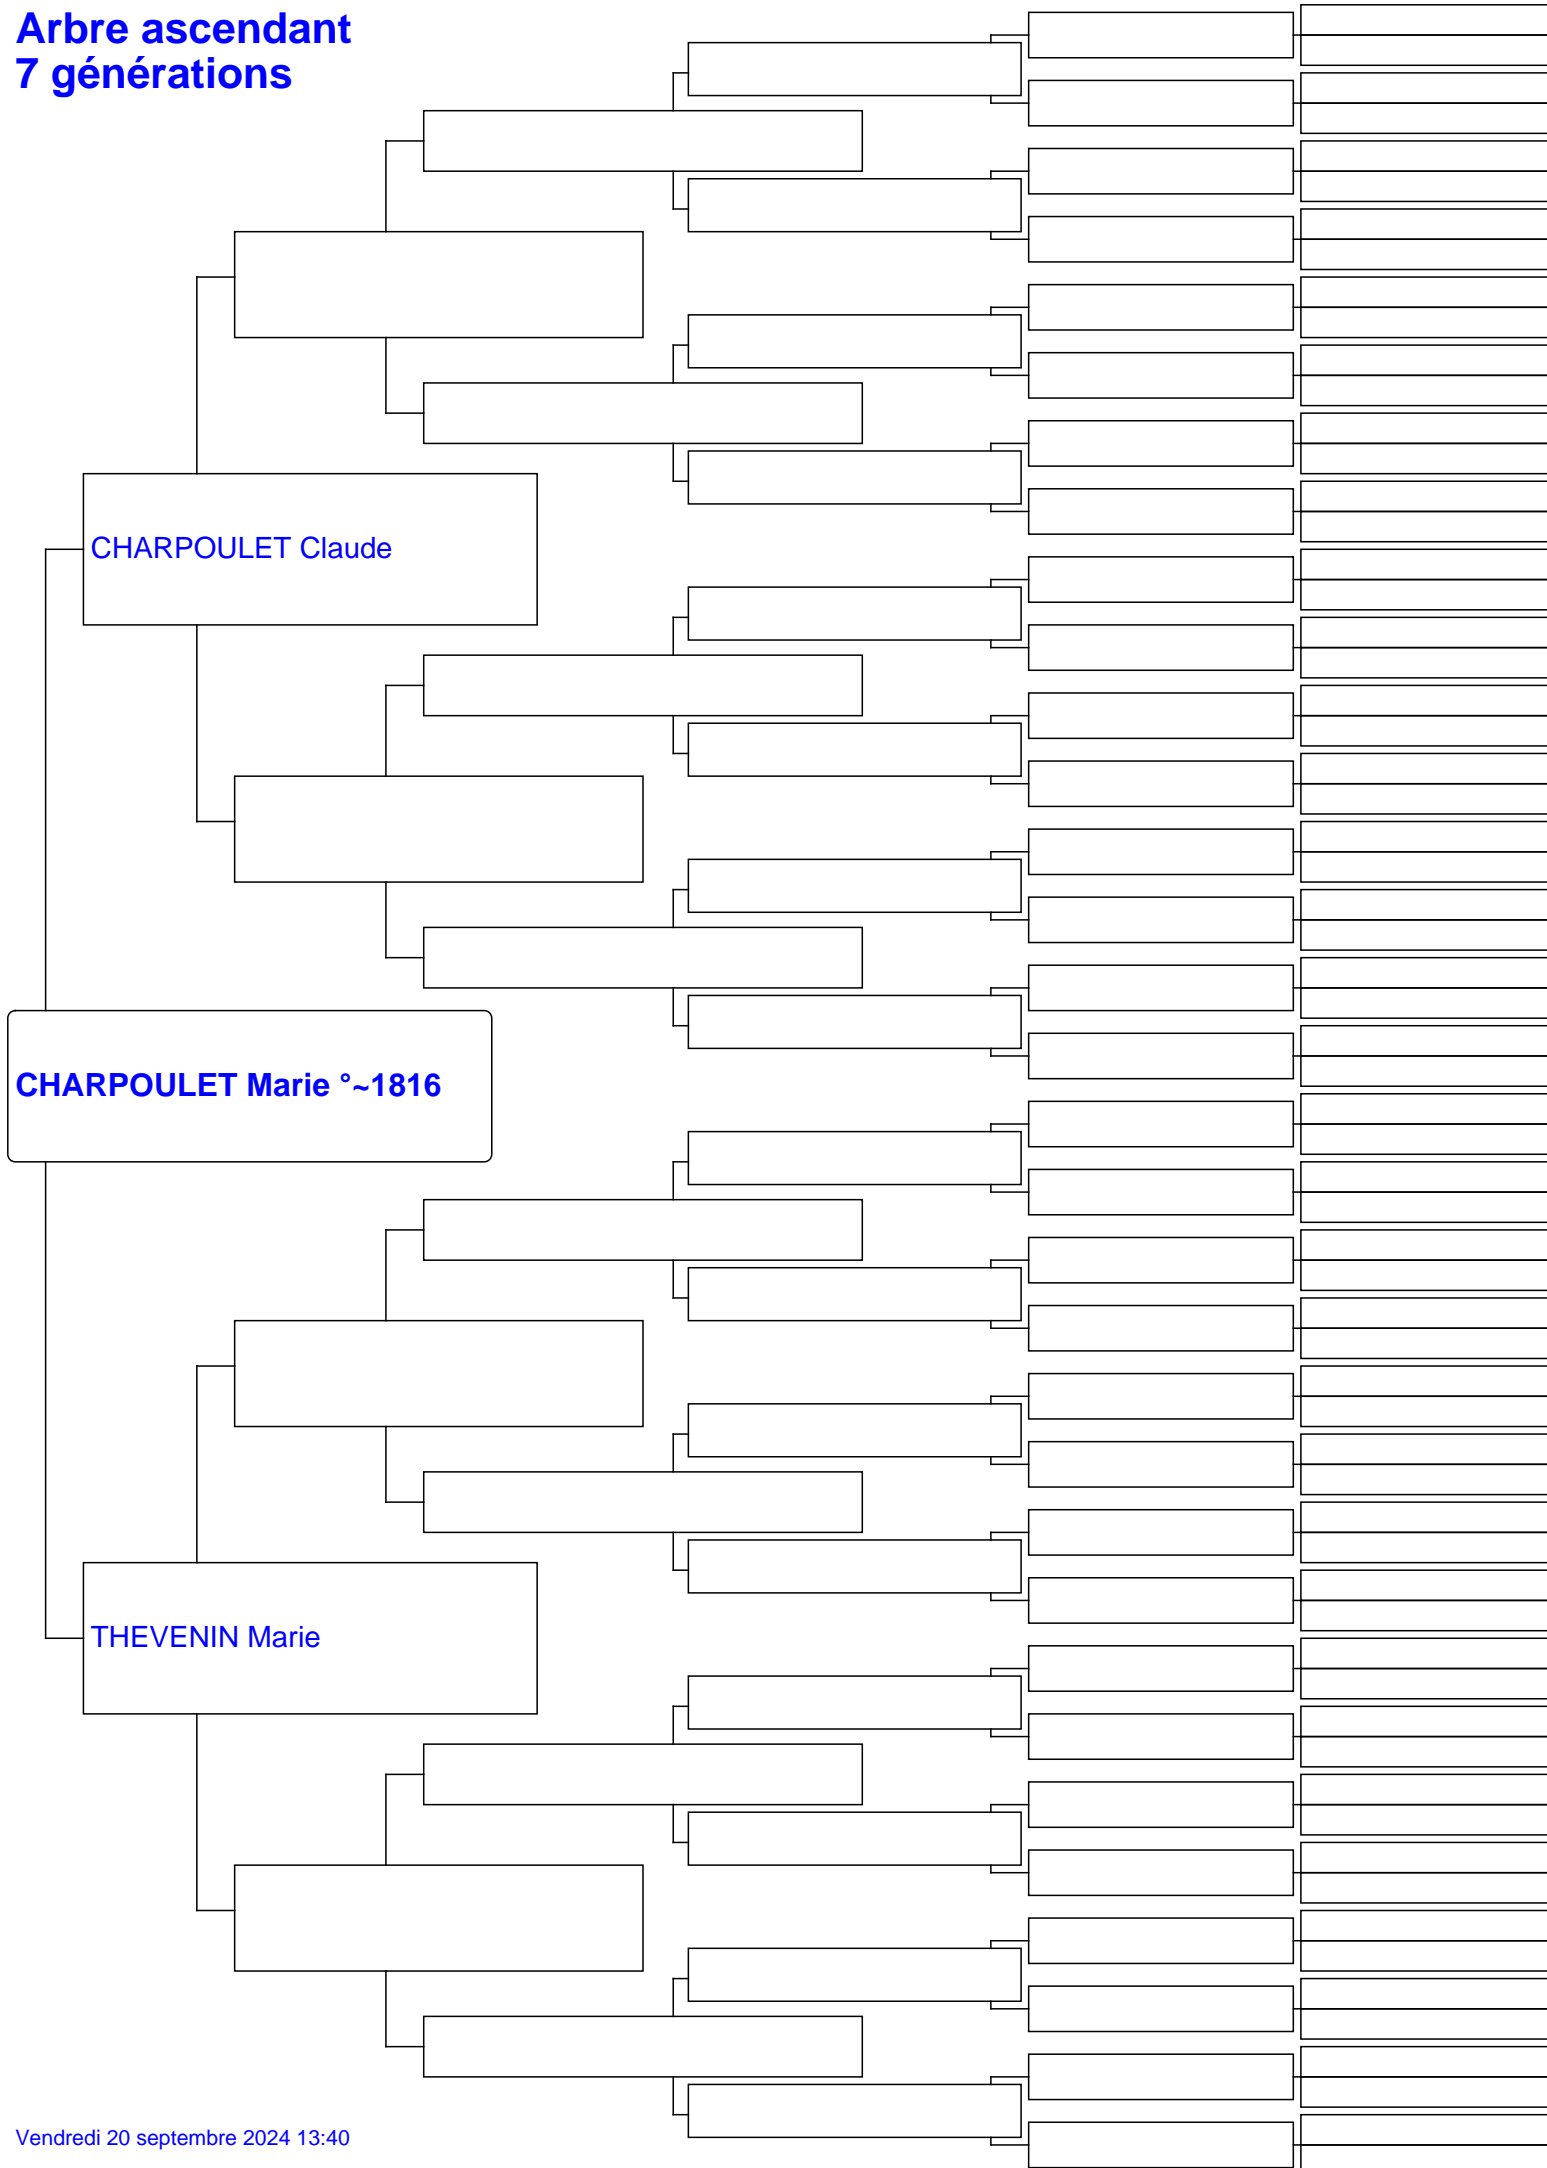 Arbre ascendant
7 générations
CHARPOULET Claude
CHARPOULET Marie °~1816
THEVENIN Marie
Vendredi 20 septembre 2024 13:40